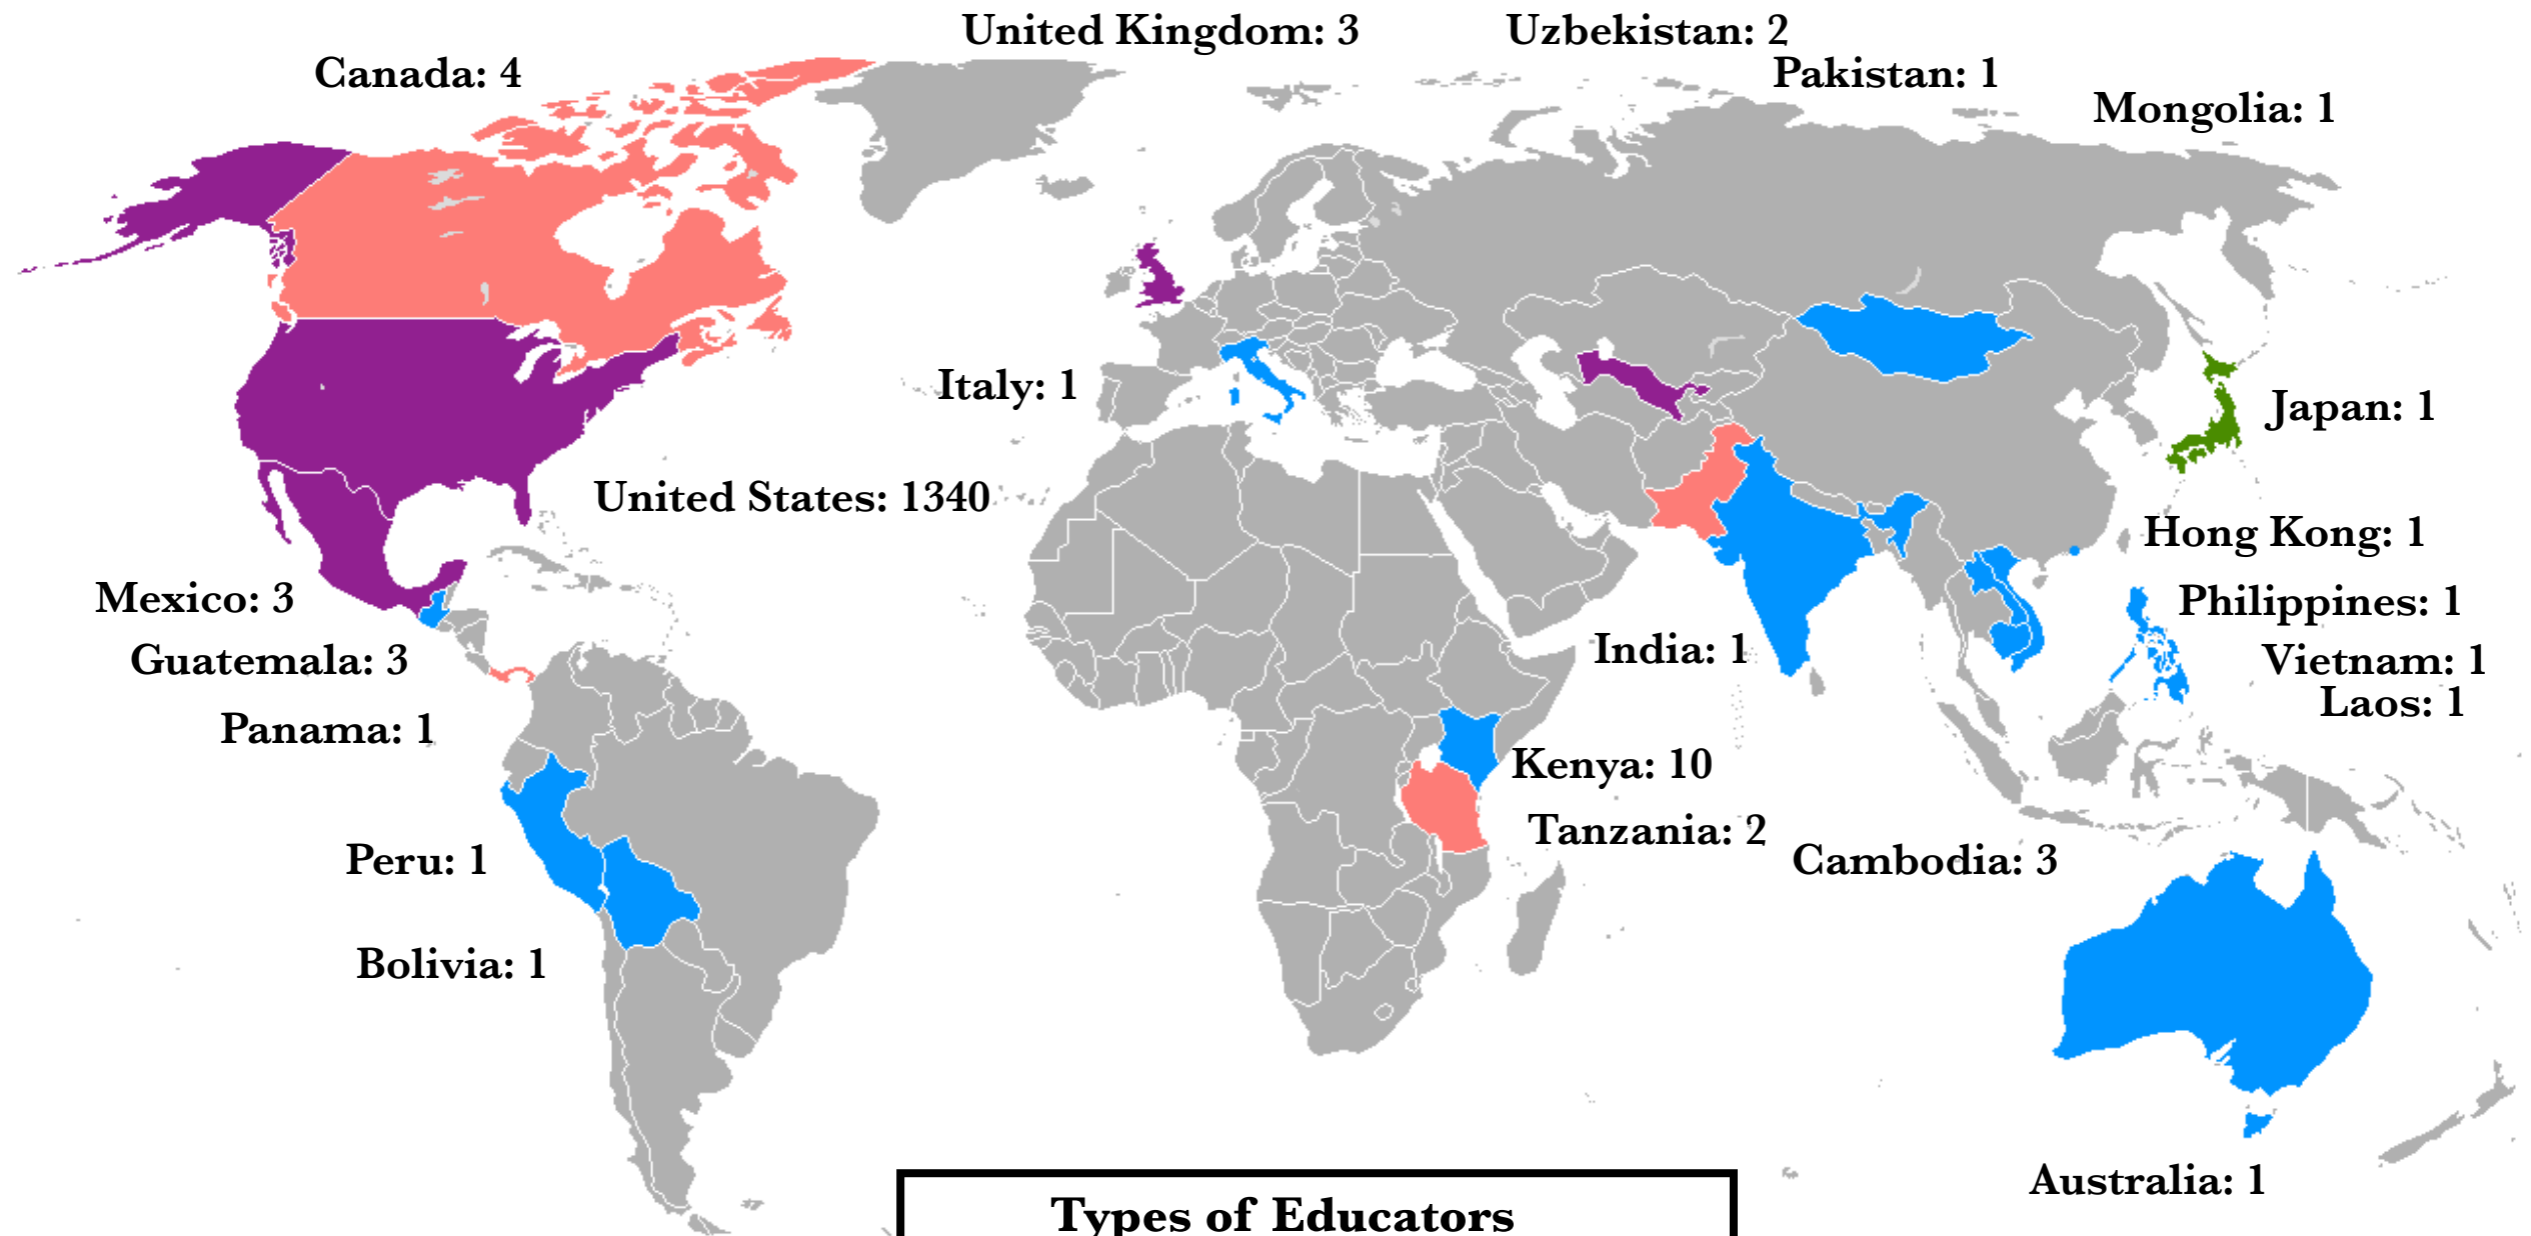 United Kingdom: 3
Uzbekistan: 2
Canada: 4
Pakistan: 1
Mongolia: 1
Italy: 1
Japan: 1
United States: 1340
Hong Kong: 1
Mexico: 3
Philippines: 1
Guatemala: 3
India: 1
Vietnam: 1
Laos: 1
Panama: 1
Kenya: 10
Tanzania: 2
Peru: 1
Cambodia: 3
Bolivia: 1
Australia: 1
Types of Educators